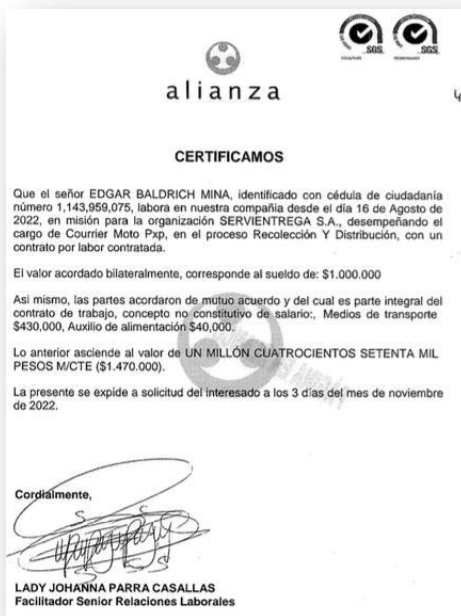 SGS
SGS
alianza
CERTIFICAMOS
Que el señor EDGAR BALDRICH MINA, identificado con cédula de ciudadanía
número 1,143,959,075, labora en nuestra compañía desde el día 16 de Agosto de
2022, en misión para la organización SERVIENTREGA S.A., desempeñando el
cargo de Courrier Moto Pxp, en el proceso Recolección Y Distribución, con un
contrato por labor contratada.
El valor acordado bilateralmente, corresponde al sueldo de: $1.000.000
Asi mismo, las partes acordaron de mutuo acuerdo y del cual es parte integral del
contrato de trabajo, concepto no constitutivo de salario:, Medios de transporte
$430,000, Auxilio de alimentación $40,000.
Lo anterior asciende al valor de UN MILLÓN CUATROCIENTOS SETENTA MIL
PESOS M/CTE ($1.470.000).
La presente se expide a solicitud del interesado a los 3 días del mes de noviembre
de 2022.
Cordialmente,
LADY JOHANNA PARRA CASALLAS
Facilitador Senior Relaciones Laborales